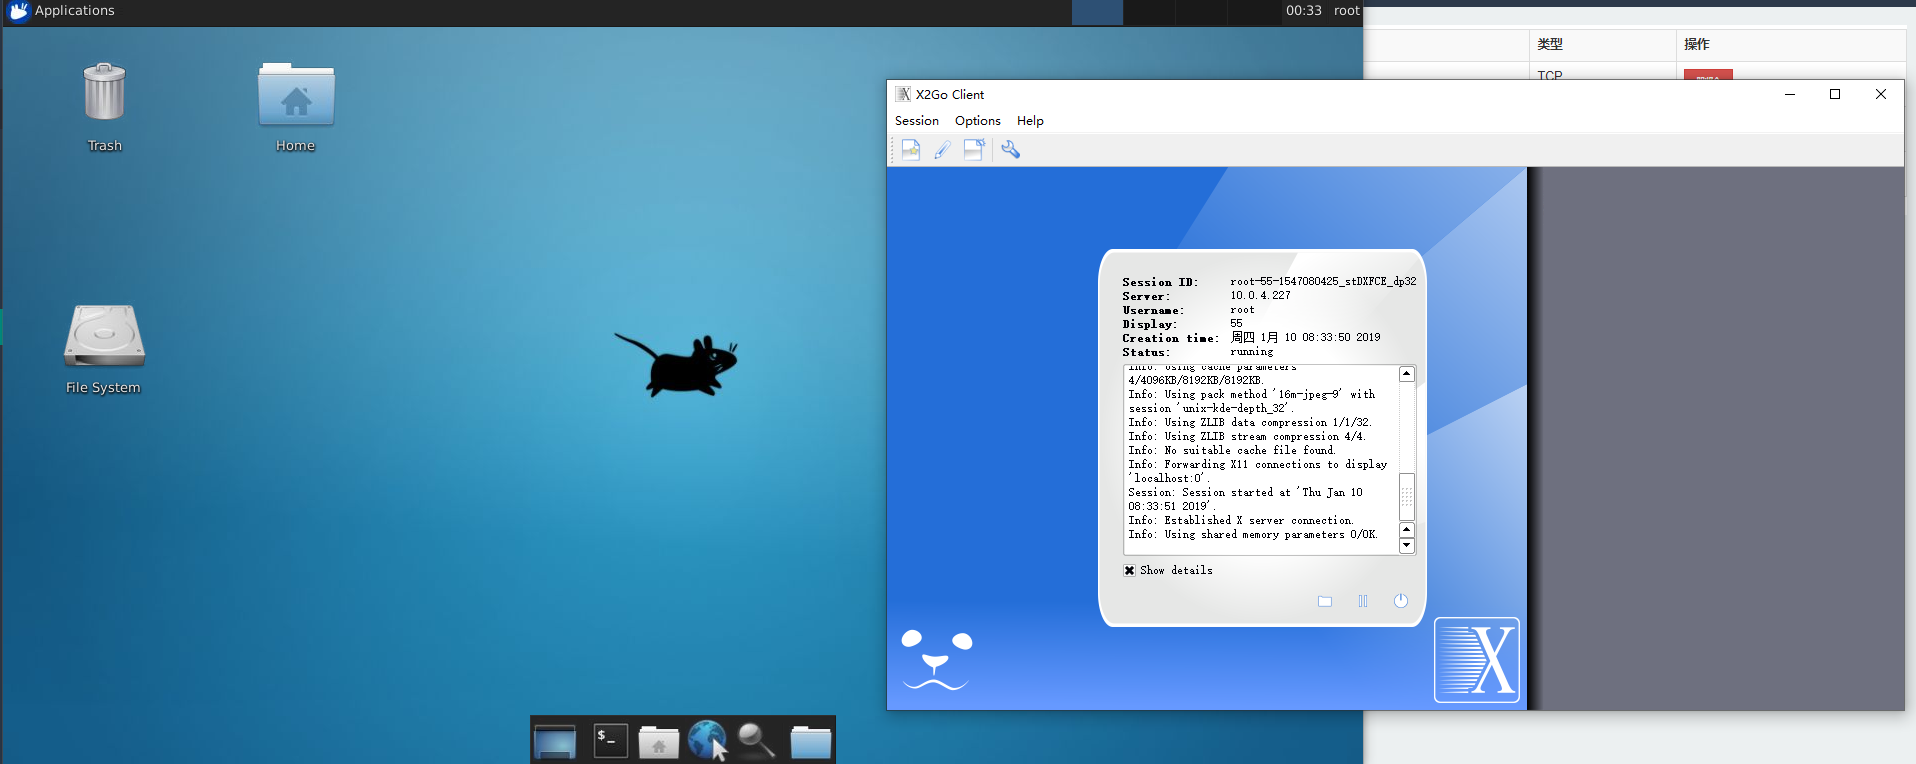 Applications
00:33 root
Trash
Home
File System
$_
类型
操作
TCP
X2Go Client
Session Options Help
Session ID: root-55-1547080425_stDXFCE_dp32
Server: 10.0.4.227
Username: root
Display: 55
Creation time: 周四 1月 10 08:33:50 2019
Status: running
Info: Using cache parameters
4/4096KB/8192KB/8192KB.
Info: Using pack method '16m-jpeg-9' with
session 'unix-kde-depth_32'.
Info: Using ZLIB data compression 1/1/32.
Info: Using ZLIB stream compression 4/4.
Info: No suitable cache file found.
Info: Forwarding X11 connections to display
'localhost:0'.
Session: Session started at 'Thu Jan 10
08:33:51 2019'.
Info: Established X server connection.
Info: Using shared memory parameters 0/0K.
Show details
X